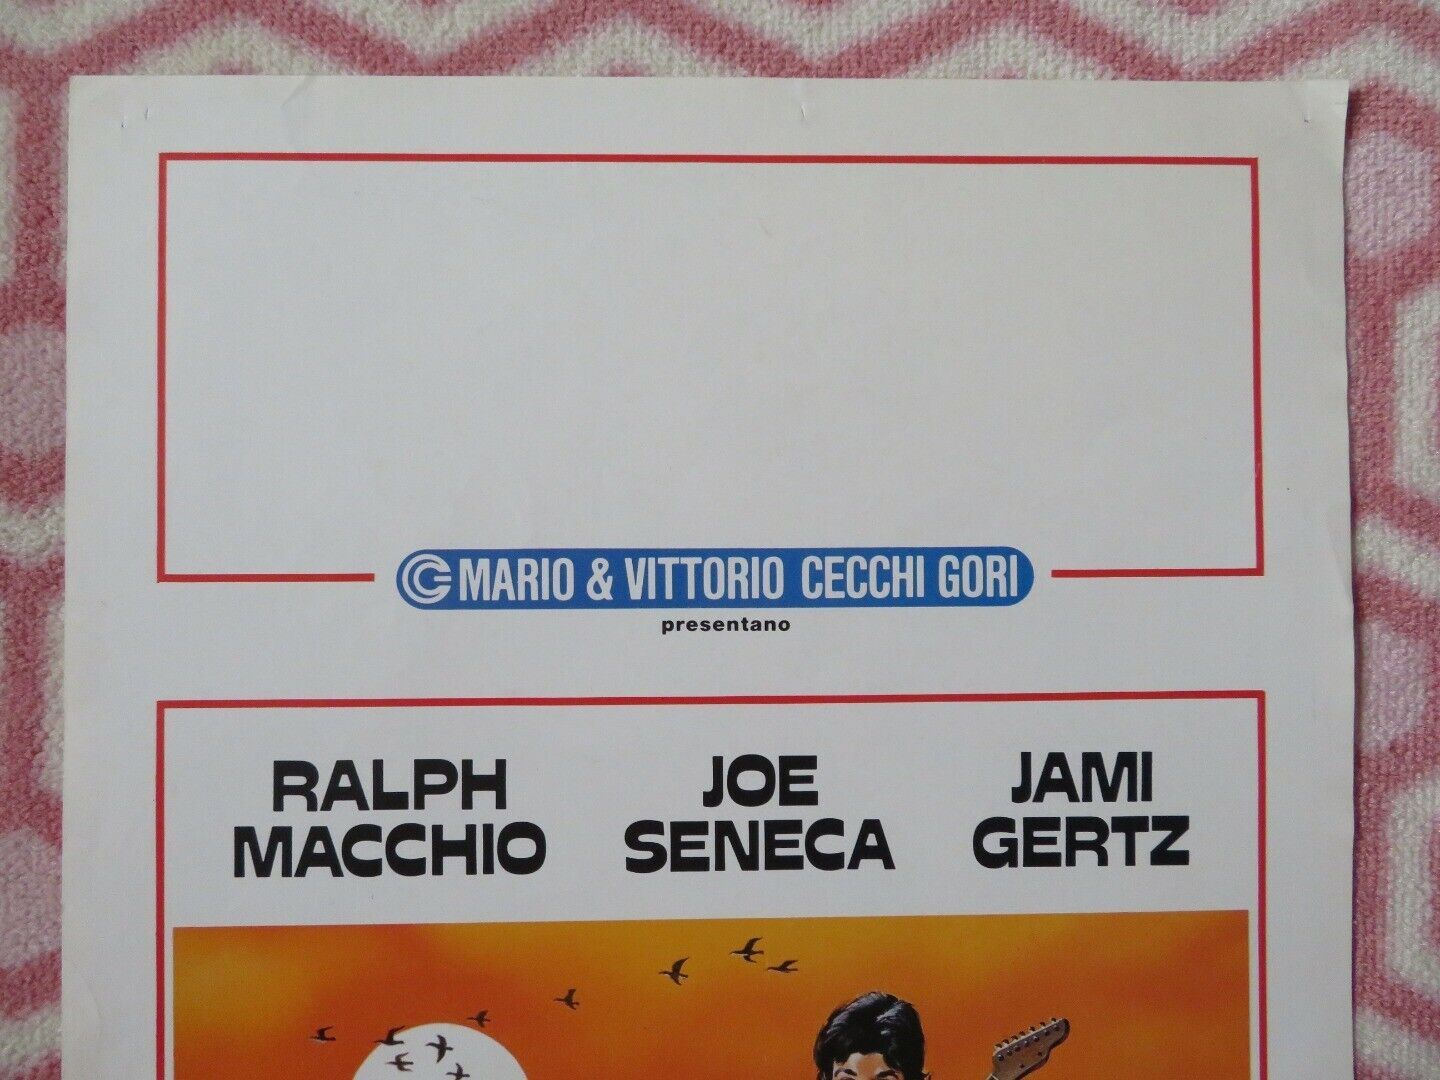 MARIO & VITTORIO CECCHI GORI
presentano
RALPH MACCHIO
JOE SENECA
JAMI GERTZ